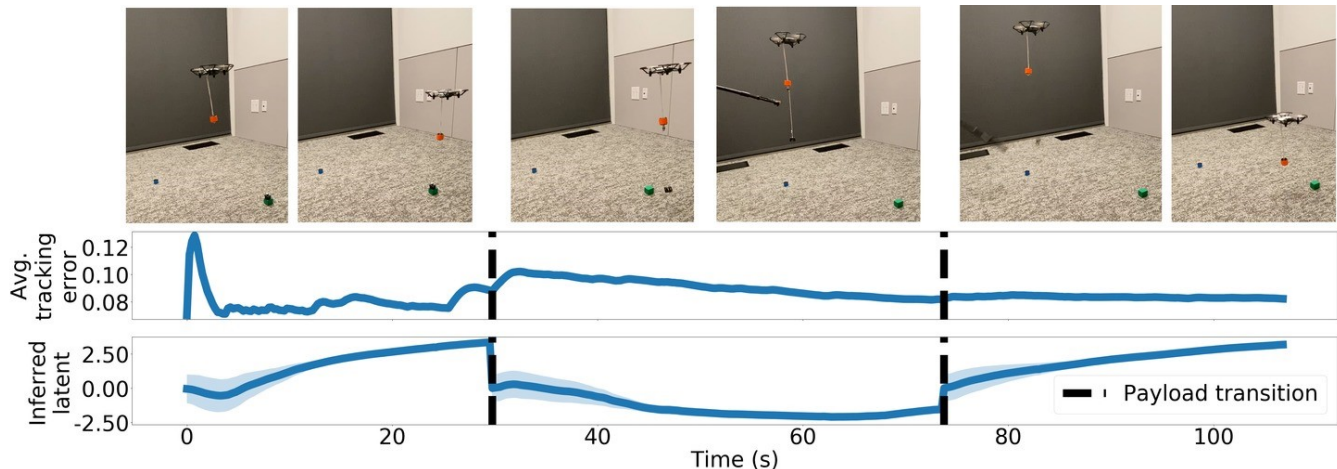 Avg.
tracking
error
0.12
0.10
0.08
Inferred
latent
2.50
0.00
-2.50
Payload transition
0 20 40 60 80 100
Time (s)